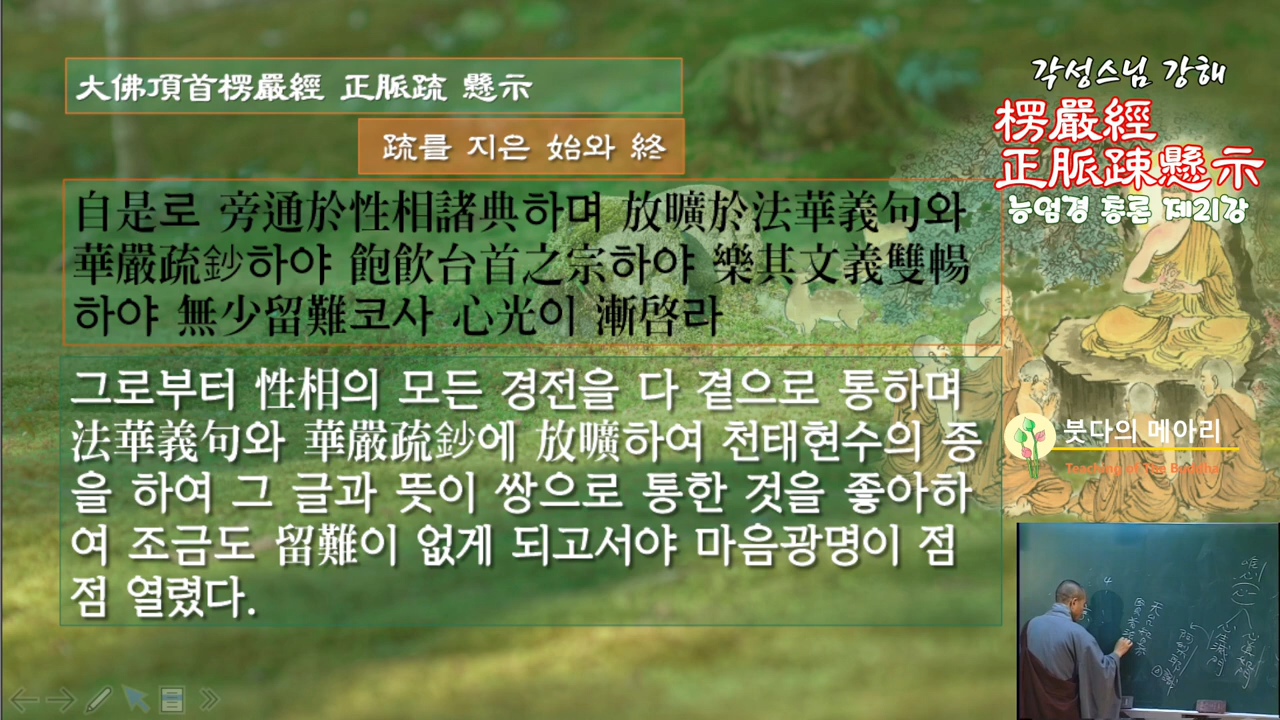 大佛頂首楞嚴經 正脈疏 懸示
疏를 지은 始와 終
自是로 旁通於性相諸典하며 放曠於法華義句와
華嚴疏鈔하야 飽飮台首之宗하야 樂其文義雙暢
하야 無少留難코사 心光이 漸啓라
그로부터 性相의 모든 경전을 다 곁으로 통하며
法華義句와 華嚴疏鈔에 放曠하여 천태현수의 종
을 하여 그 글과 뜻이 쌍으로 통한 것을 좋아하
여 조금도 留難이 없게 되고서야 마음광명이 점
점 열렸다.
각성스님 강해
楞嚴經
正脈疎懸示
능엄경 총론 제21강
붓다의 메아리
Teaching of The Buddha